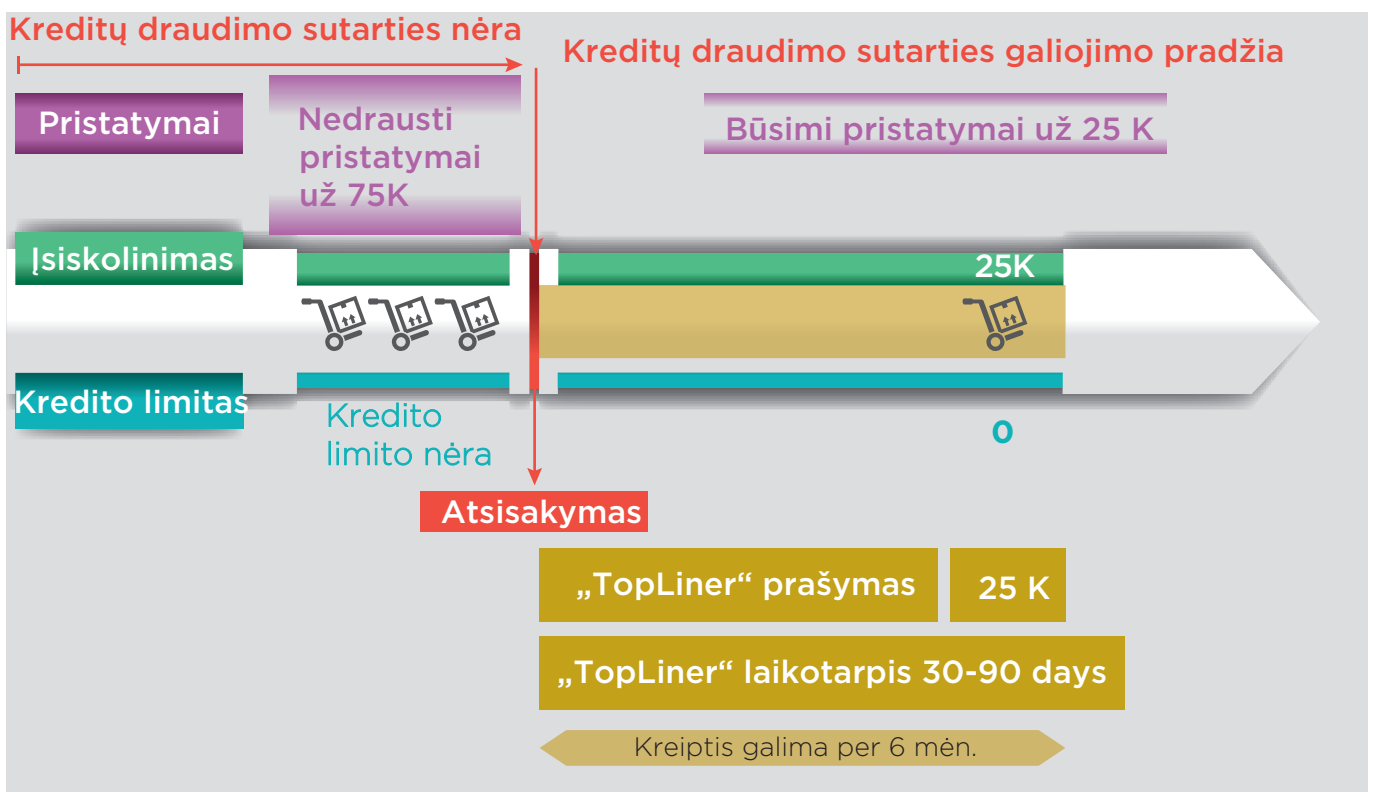 Kreditų draudimo sutarties nėra
Kreditų draudimo sutarties galiojimo pradžia
Pristatymai
Nedrausti
pristatymai
už 75K
Būsimi pristatymai už 25 K
Įsiskolinimas
25K
Kredito limitas
Kredito
limito nėra
0
Atsisakymas
„TopLiner“ prašymas
25 K
„TopLiner“ laikotarpis 30-90 days
Kreiptis galima per 6 mėn.